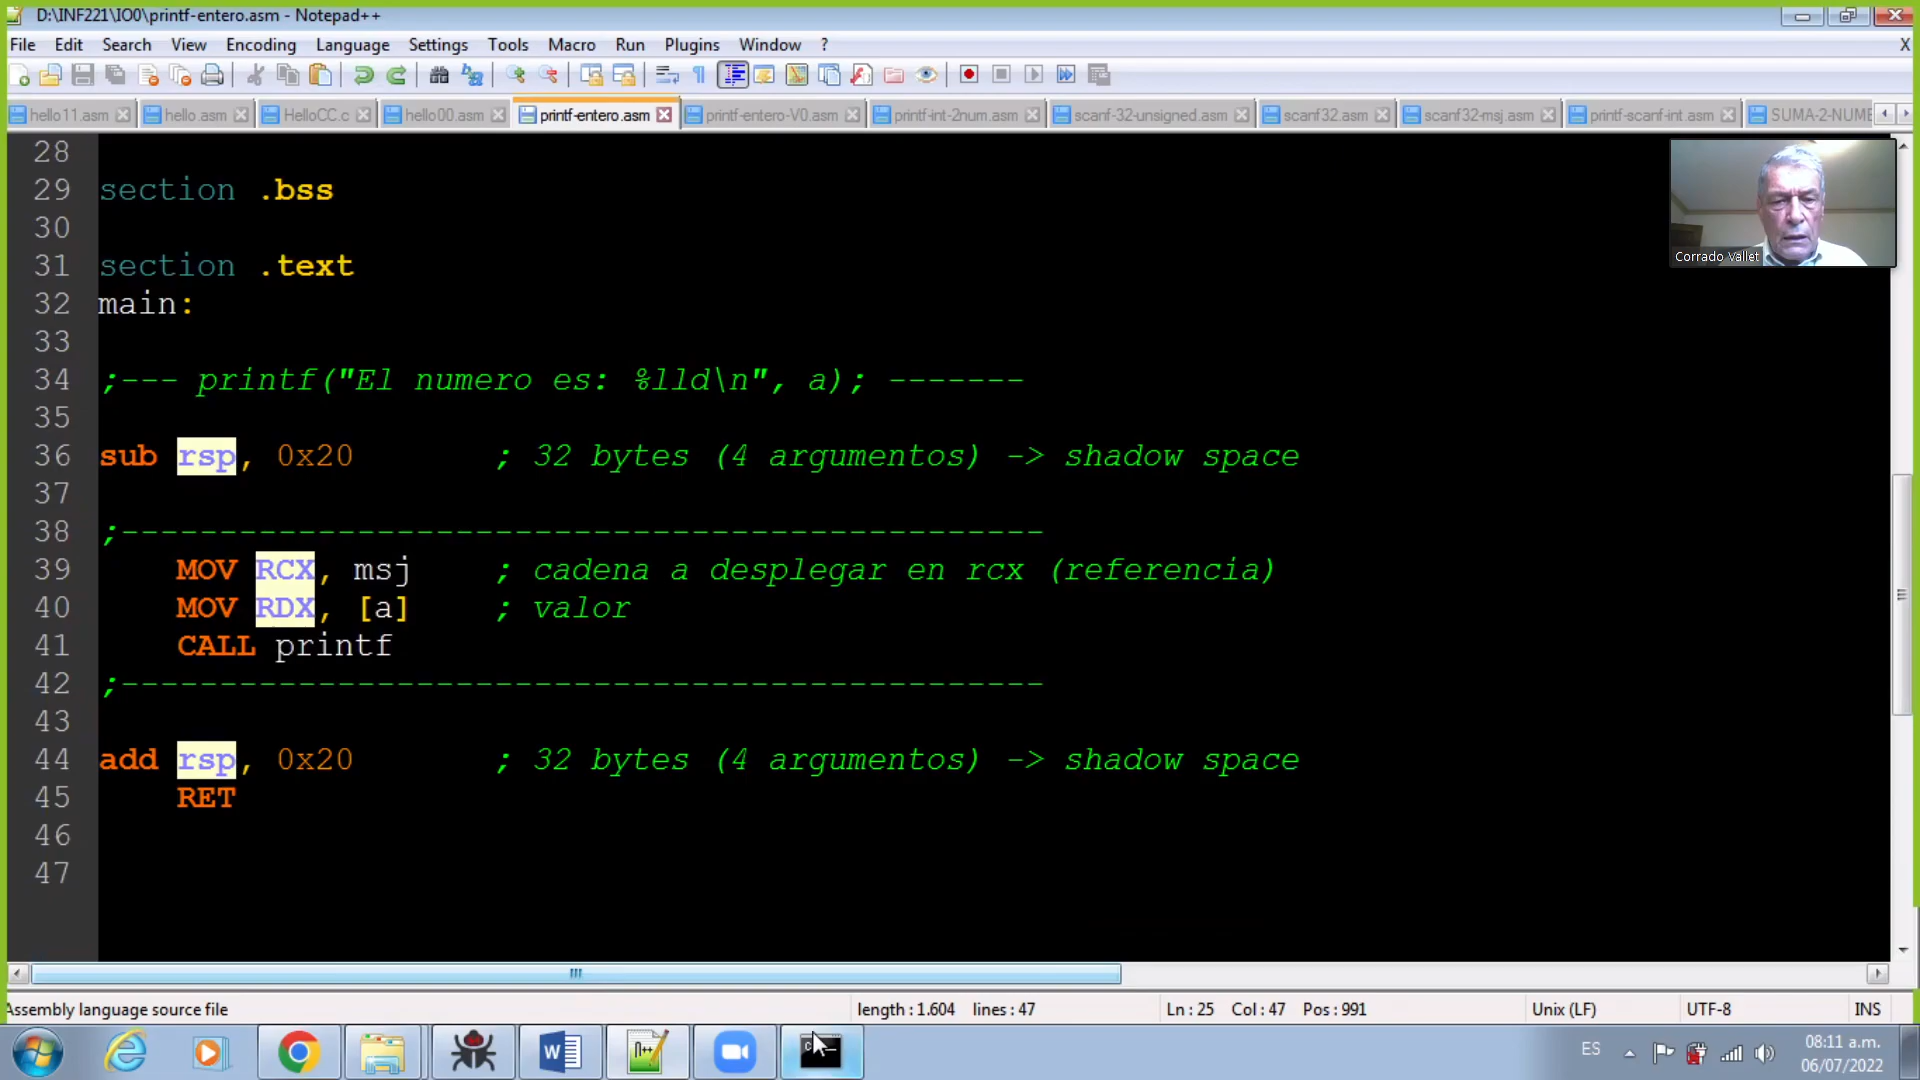 D:\INF221\IO0\printf-entero.asm - Notepad++
File Edit Search View Encoding Language Settings Tools Macro Run Plugins Window ? X
hello11.asm hello.asm HelloCC.c hello00.asm printf-entero.asm printf-entero-V0.asm printf-int-2num.asm scanf-32-unsigned.asm scanf32.asm scanf32-msj.asm printf-scanf-int.asm SUMA-2-NUME
28
29 section .bss
30
31 section .text
32 main:
33
34 ;--- printf("El numero es: %lld\n", a); -------
35
36 sub rsp, 0x20 ; 32 bytes (4 argumentos) -> shadow space
37
38 ;-----------------------------------------------
39 MOV RCX, msj ; cadena a desplegar en rcx (referencia)
40 MOV RDX, [a] ; valor
41 CALL printf
42 ;-----------------------------------------------
43
44 add rsp, 0x20 ; 32 bytes (4 argumentos) -> shadow space
45 RET
46
47
Corrado Vallet
Assembly language source file length : 1.604 lines : 47 Ln : 25 Col : 47 Pos : 991 Unix (LF) UTF-8 INS
ES 08:11 a.m.
06/07/2022